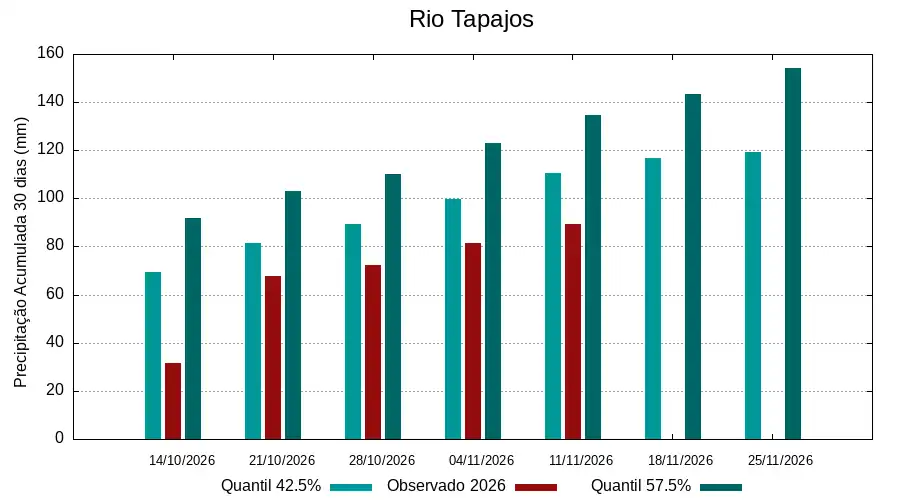 Rio Tapajos
Precipitação Acumulada 30 dias (mm)
160
140
120
100
80
60
40
20
0
14/10/2026 21/10/2026 28/10/2026 04/11/2026 11/11/2026 18/11/2026 25/11/2026
Quantil 42.5% Observado 2026 Quantil 57.5%